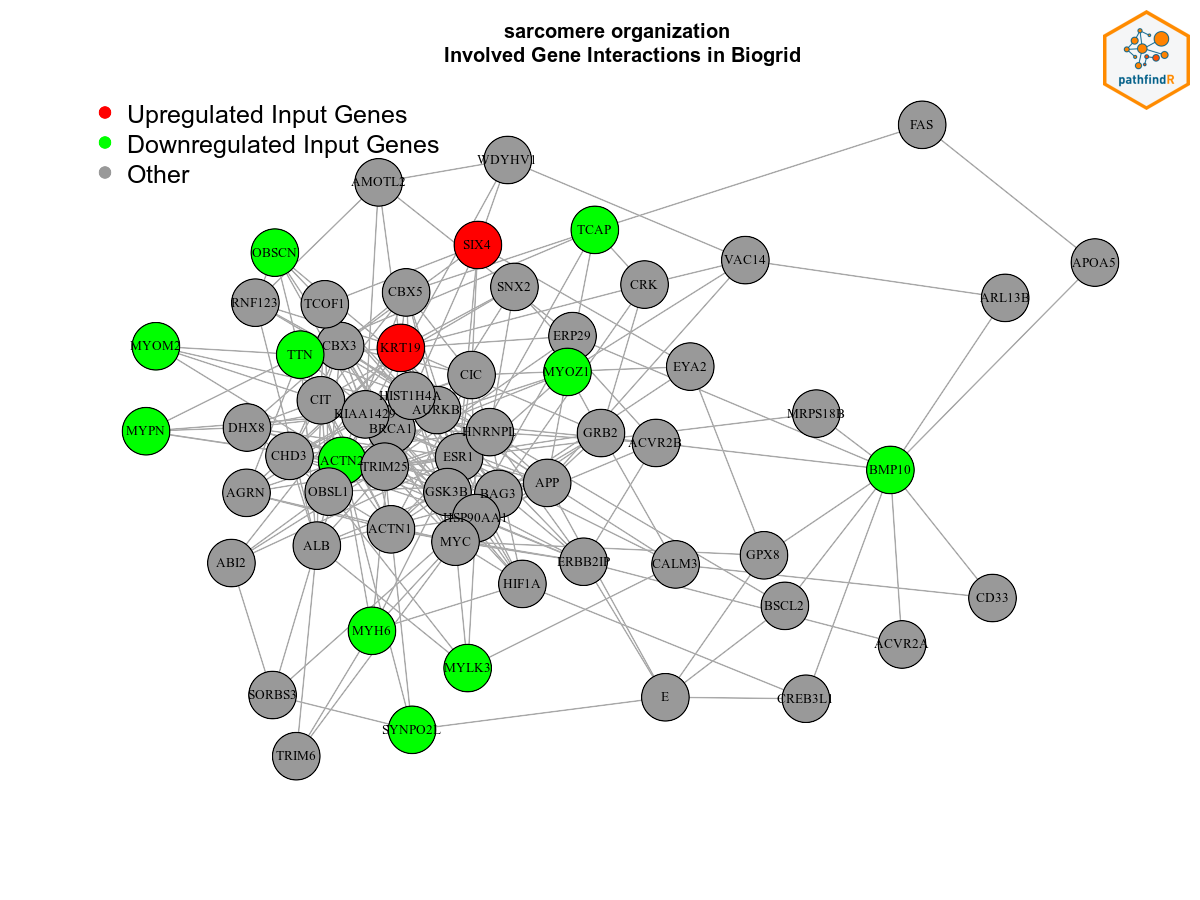 sarcomere organization
Involved Gene Interactions in Biogrid
pathfindR
Upregulated Input Genes
Downregulated Input Genes
Other
FAS
WDYHV1
AMOTL2
TCAP
SIX4
OBSCN
VAC14
APOA5
CRK
SNX2
CBX5
ARL13B
RNF123
TCOF1
ERP29
MYOM2
CBX3
KRT19
TTN
EYA2
MYOZ1
CIC
HIST1H4A
CIT
AURKB
KIAA1429
MRPS18B
DHX8
BRCA1
MYPN
HNRNPL
GRB2
ACVR2B
CHD3
ESR1
ACTN2
TRIM25
BMP10
APP
AGRN
OBSL1
GSK3B
BAG3
HSP90AA1
ACTN1
MYC
ALB
GPX8
ABI2
ERBB2IP
CALM3
HIF1A
CD33
BSCL2
MYH6
ACVR2A
MYLK3
SORBS3
E
CREB3L1
SYNPO2L
TRIM6